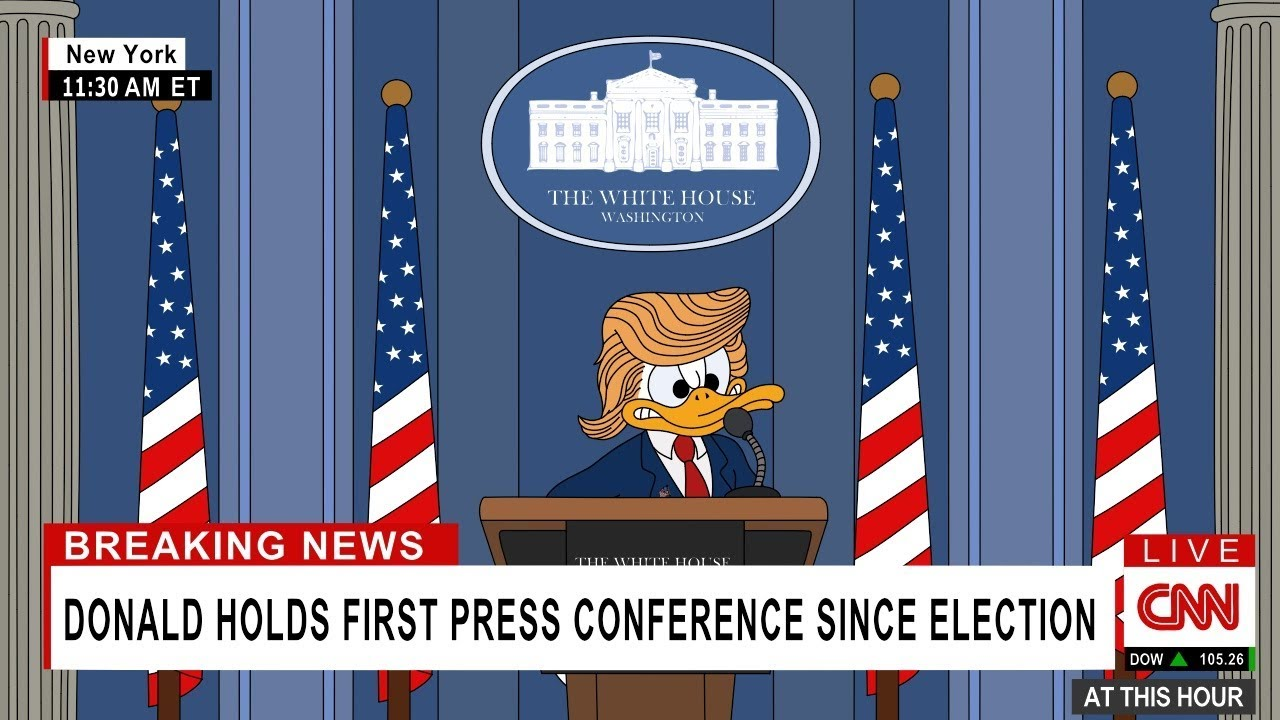 New York
11:30 AM ET
THE WHITE HOUSE
WASHINGTON
THE WHITE HOUSE
BREAKING NEWS
DONALD HOLDS FIRST PRESS CONFERENCE SINCE ELECTION
LIVE
CNN
DOW 105.26
AT THIS HOUR